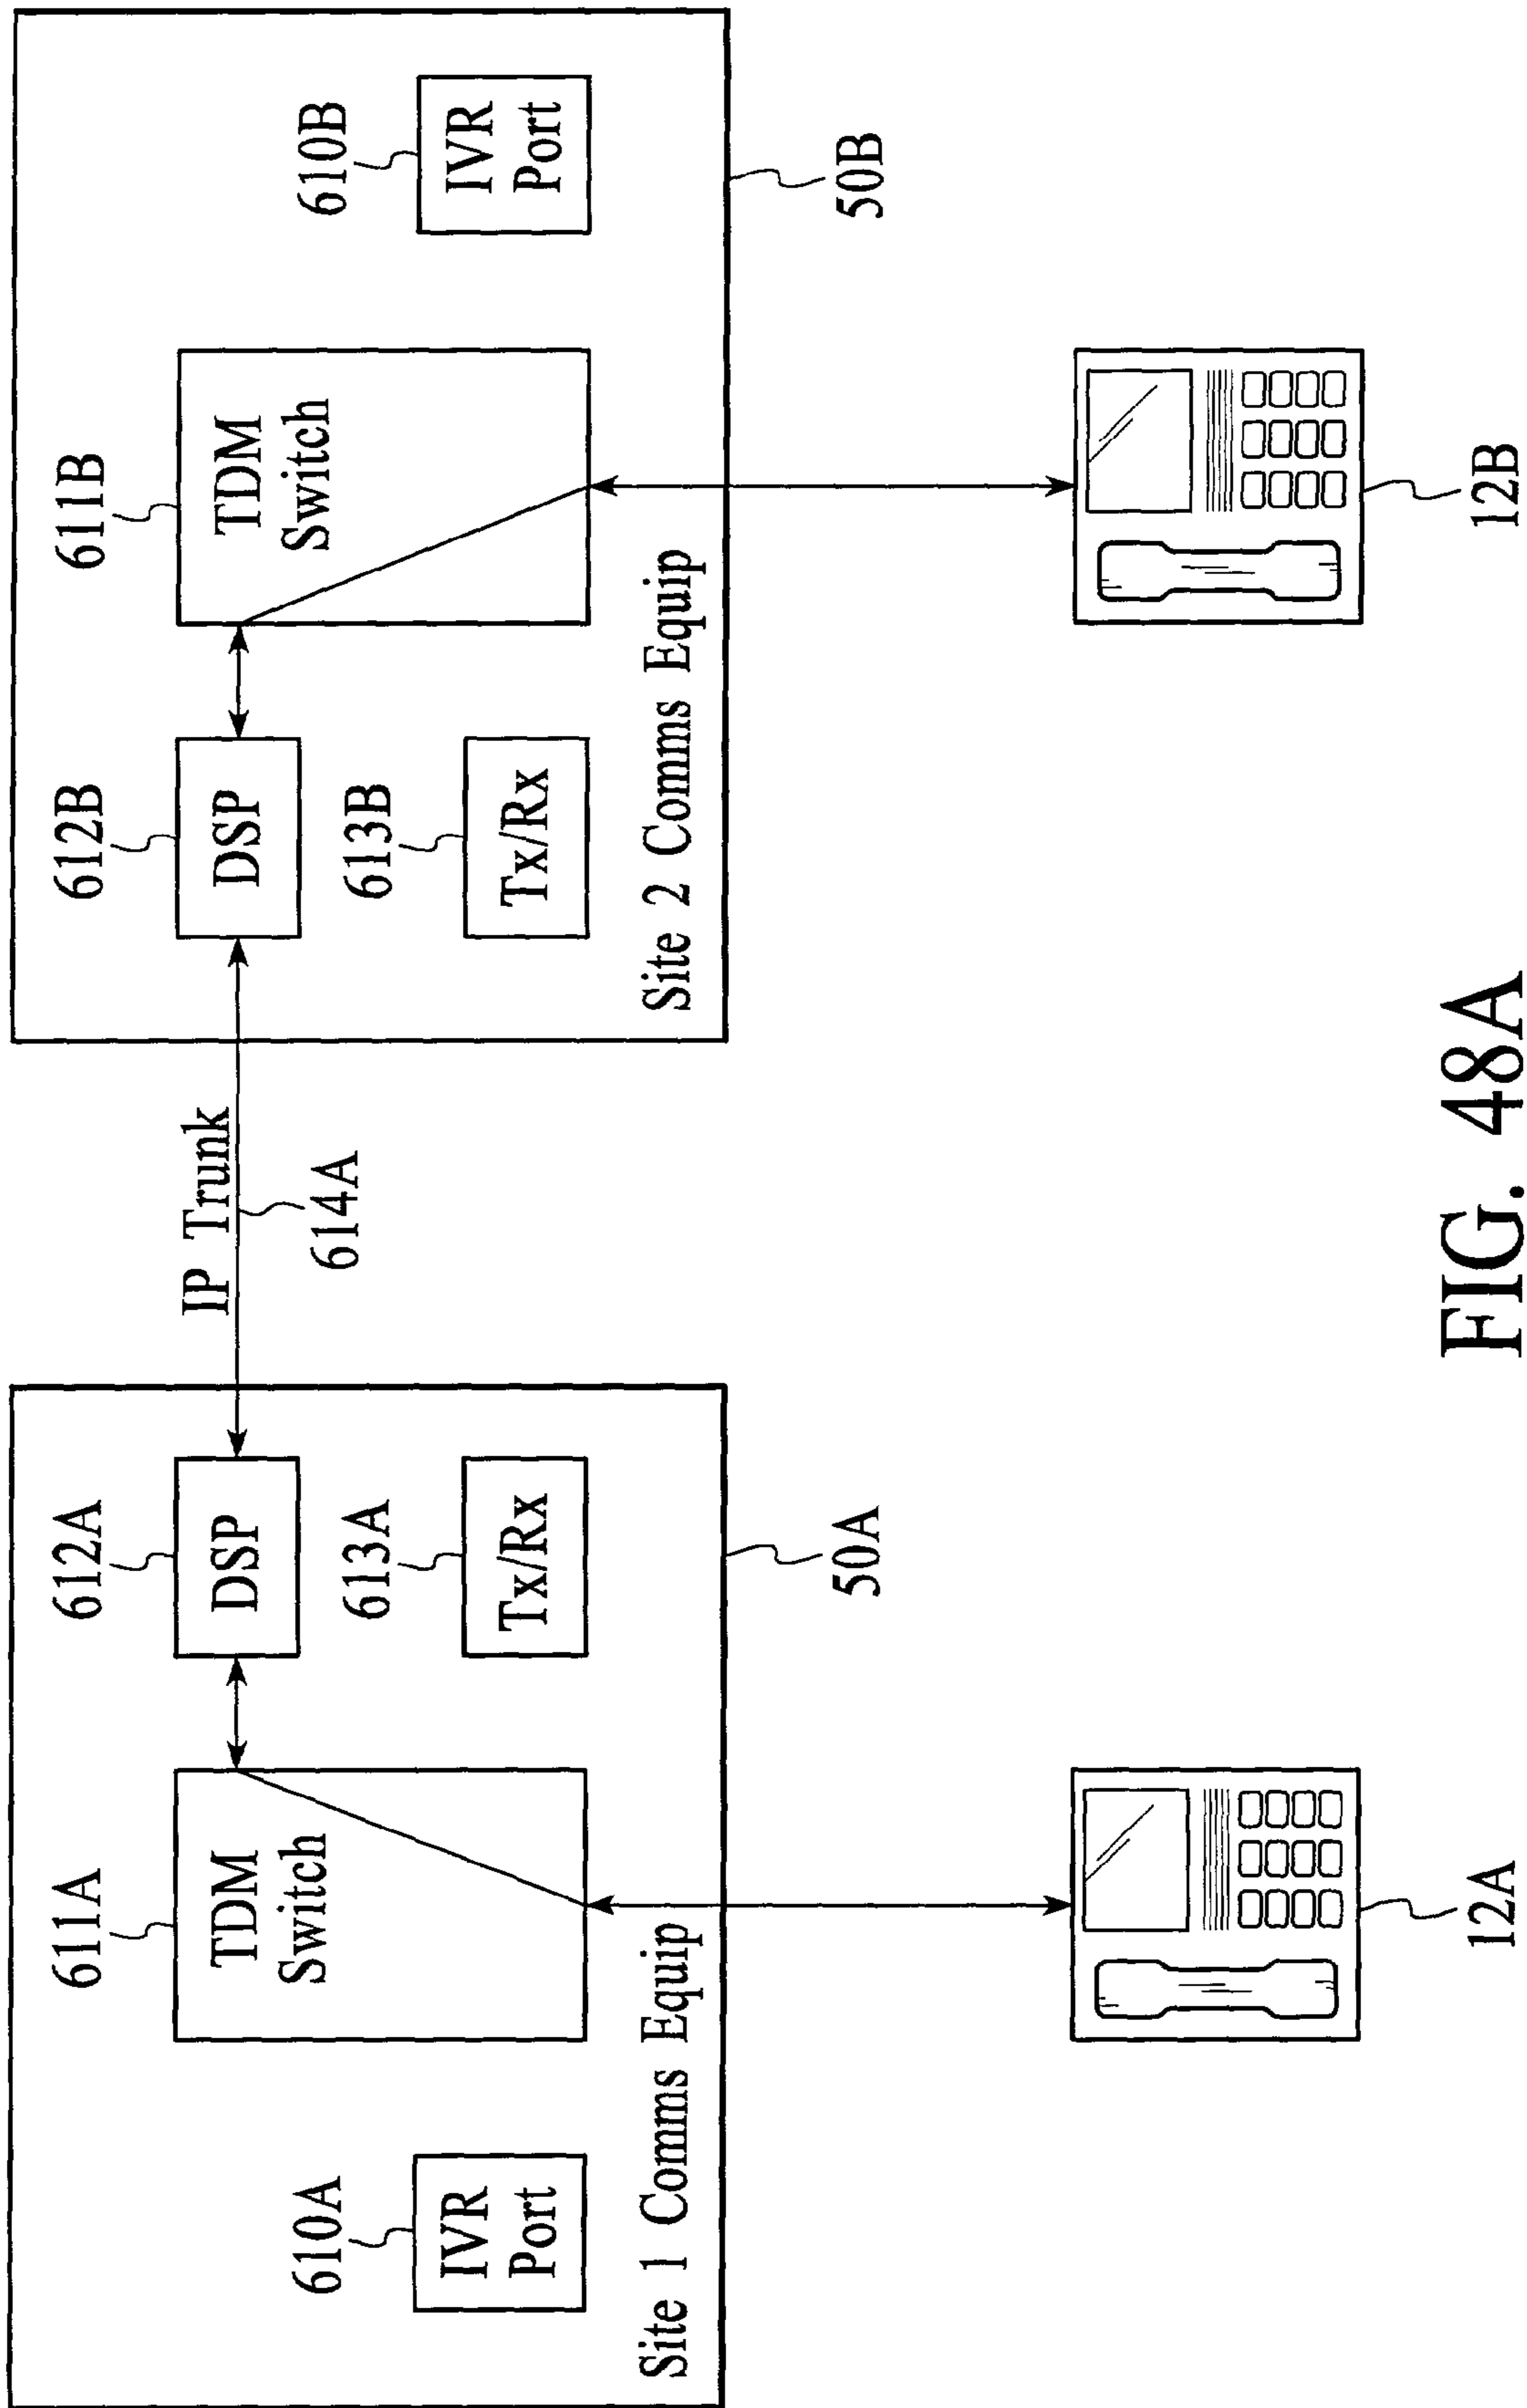 611A
612A
IP Trunk
614A
612B
611B
TDM
Switch
DSP
DSP
TDM
Switch
610A
IVR
Port
613A
Tx/Rx
613B
Tx/Rx
610B
IVR
Port
Site 1 Comms Equip
Site 2 Comms Equip
50A
50B
12A
12B
FIG. 48A